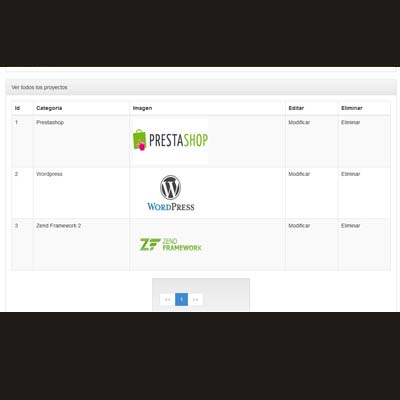 Ver todos los proyectos
Id Categoría Imagen Editar Eliminar
1 Prestashop PRESTASHOP Modificar Eliminar
2 Wordpress WORDPRESS Modificar Eliminar
3 Zend Framework 2 ZEND FRAMEWORK Modificar Eliminar
<< 1 >>